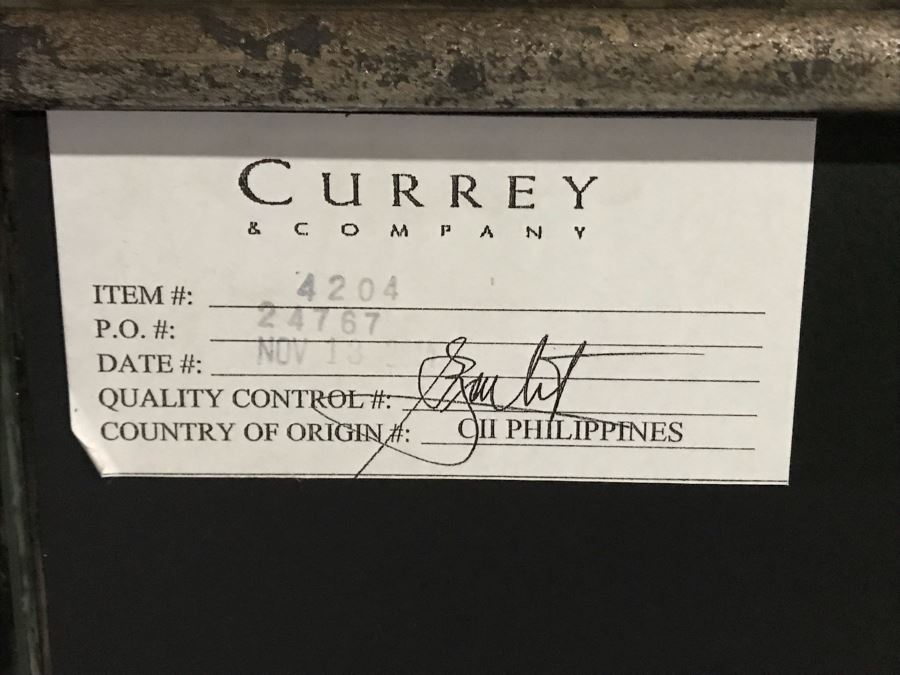 CURREY
& COMPANY
ITEM #: 4204
P.O. #: 24767
DATE #: NOV 13
QUALITY CONTROL #:
COUNTRY OF ORIGIN #: CII PHILIPPINES